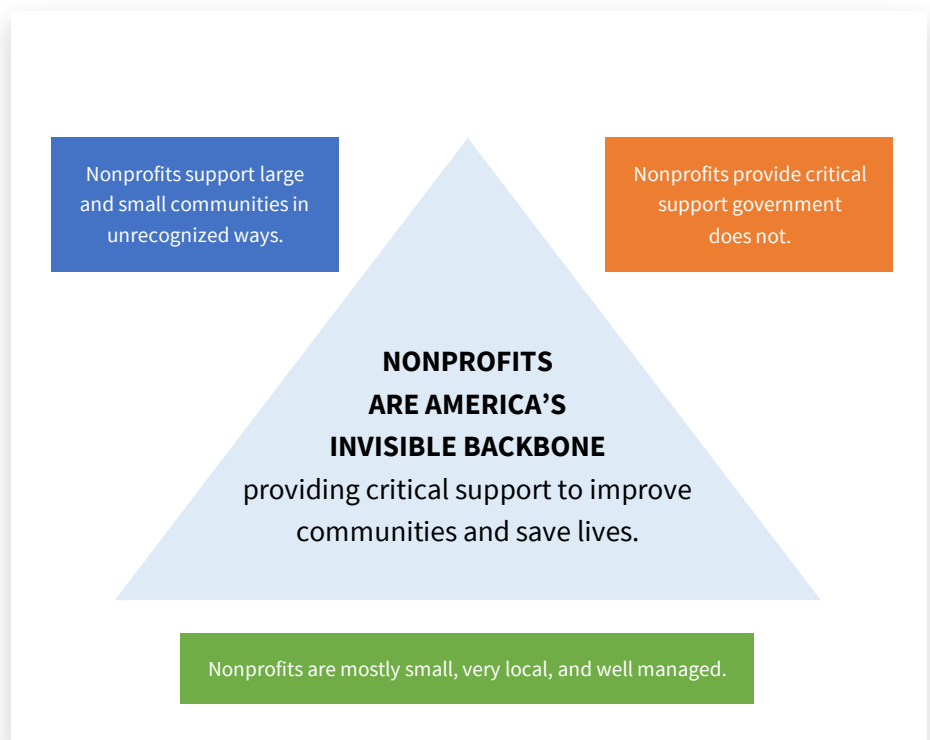 Nonprofits support large
and small communities in
unrecognized ways.
Nonprofits provide critical
support government
does not.
NONPROFITS
ARE AMERICA’S
INVISIBLE BACKBONE
providing critical support to improve
communities and save lives.
Nonprofits are mostly small, very local, and well managed.